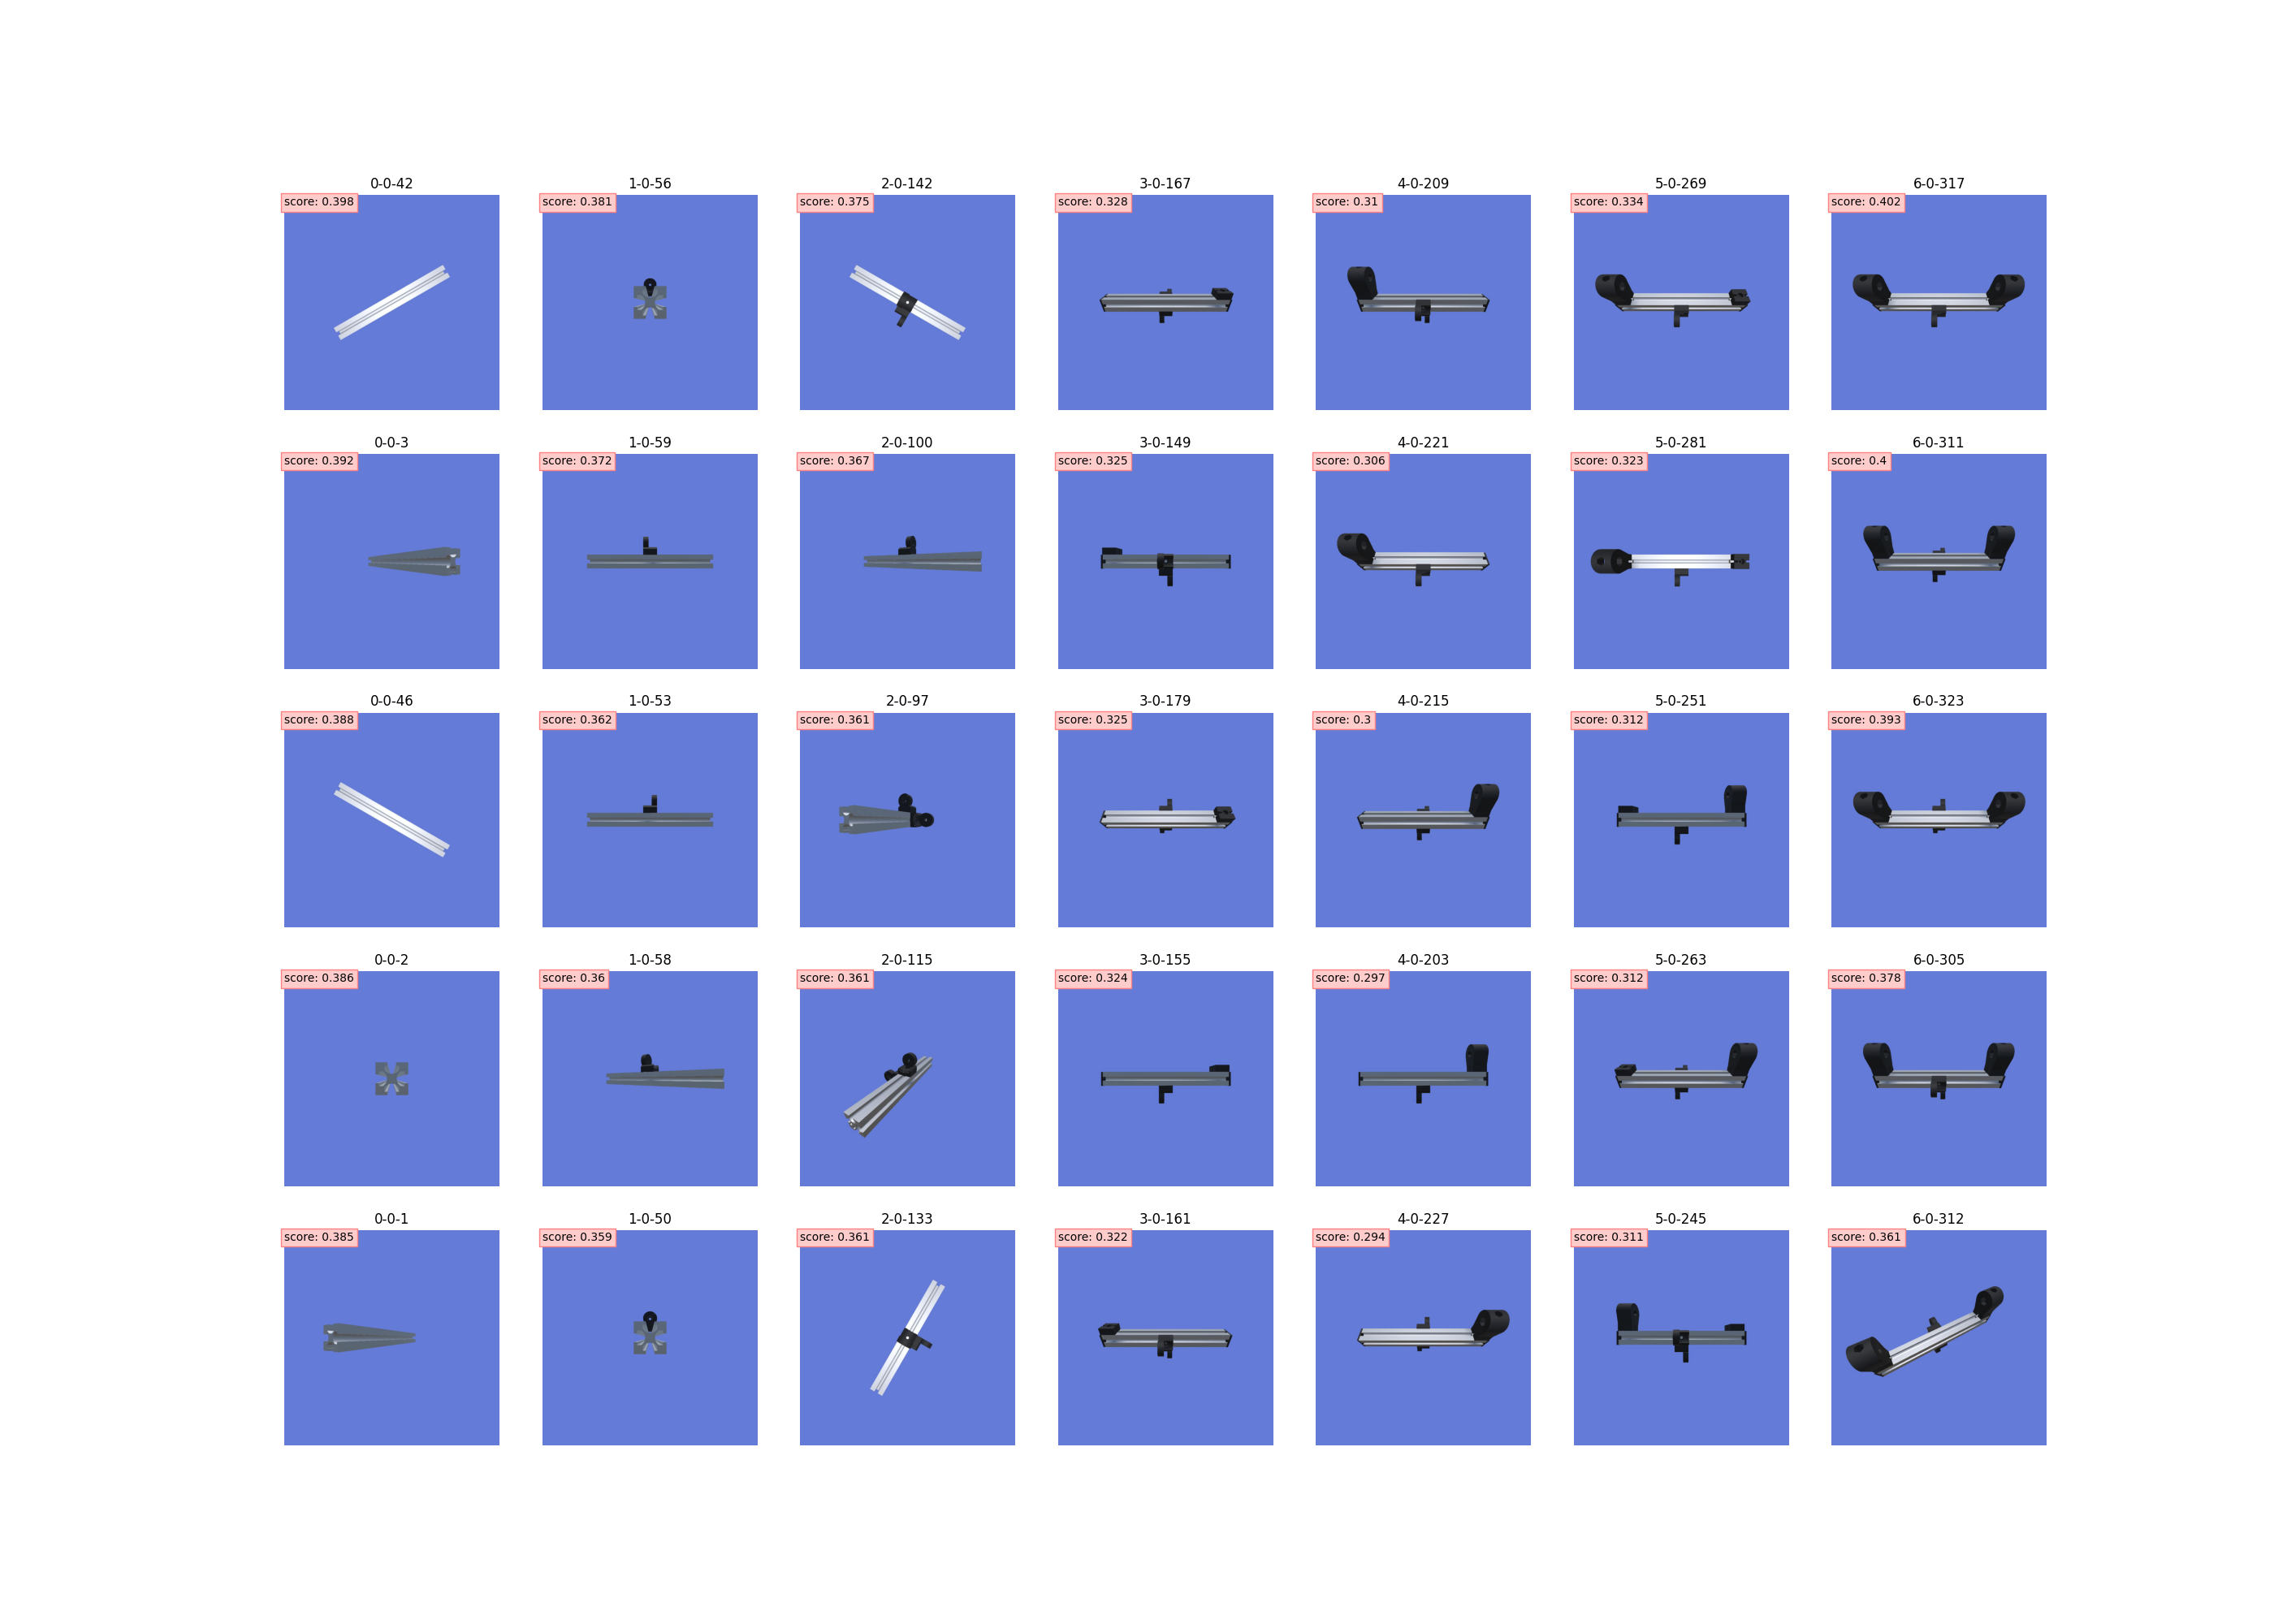 0-0-42 1-0-56 2-0-142 3-0-167 4-0-209 5-0-269 6-0-317
score: 0.398 score: 0.381 score: 0.375 score: 0.328 score: 0.31 score: 0.334 score: 0.402
0-0-3 1-0-59 2-0-100 3-0-149 4-0-221 5-0-281 6-0-311
score: 0.392 score: 0.372 score: 0.367 score: 0.325 score: 0.306 score: 0.323 score: 0.4
0-0-46 1-0-53 2-0-97 3-0-179 4-0-215 5-0-251 6-0-323
score: 0.388 score: 0.362 score: 0.361 score: 0.325 score: 0.3 score: 0.312 score: 0.393
0-0-2 1-0-58 2-0-115 3-0-155 4-0-203 5-0-263 6-0-305
score: 0.386 score: 0.36 score: 0.361 score: 0.324 score: 0.297 score: 0.312 score: 0.378
0-0-1 1-0-50 2-0-133 3-0-161 4-0-227 5-0-245 6-0-312
score: 0.385 score: 0.359 score: 0.361 score: 0.322 score: 0.294 score: 0.311 score: 0.361